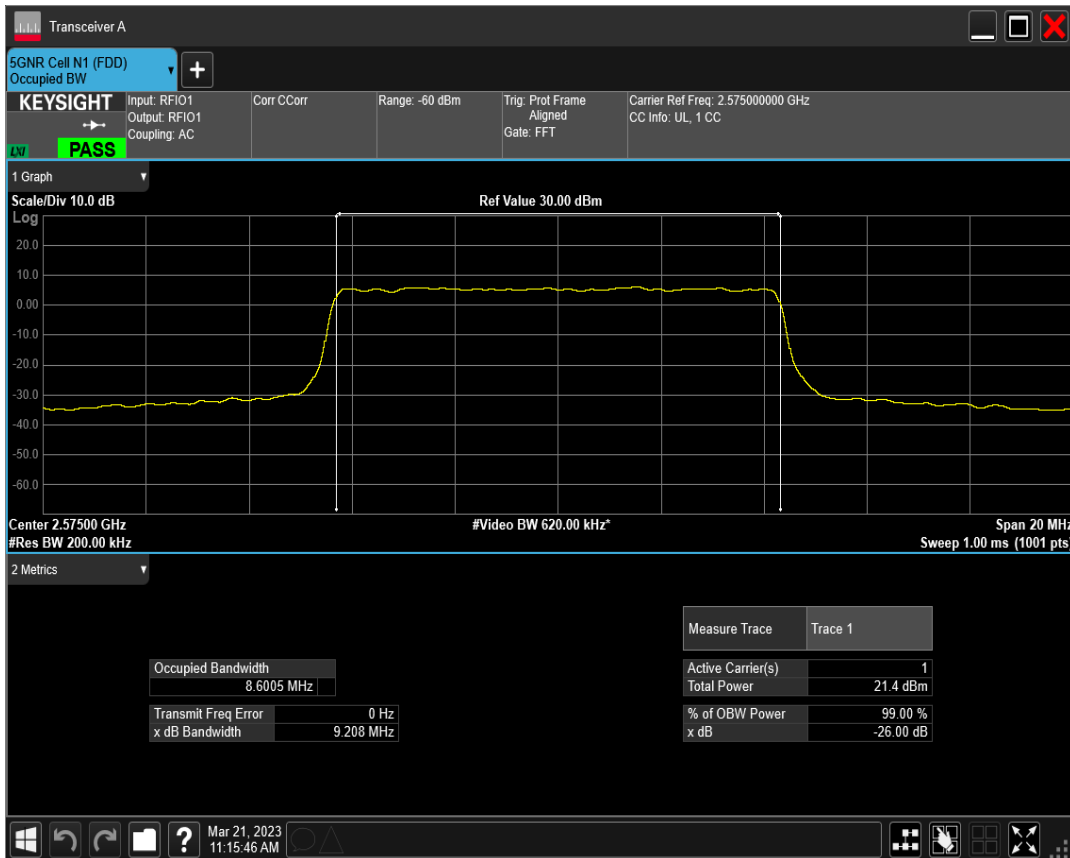 Transceiver A
5GNR Cell N1 (FDD)
Occupied BW
+
KEYSIGHT
LXI
PASS
Input: RFIO1
Output: RFIO1
Coupling: AC
Corr CCorr
Range: -60 dBm
Trig: Prot Frame
Aligned
Gate: FFT
Carrier Ref Freq: 2.575000000 GHz
CC Info: UL, 1 CC
1 Graph
Scale/Div 10.0 dB
Ref Value 30.00 dBm
Log
20.0
10.0
0.00
-10.0
-20.0
-30.0
-40.0
-50.0
-60.0
Center 2.57500 GHz
#Video BW 620.00 kHz*
Span 20 MHz
#Res BW 200.00 kHz
Sweep 1.00 ms (1001 pts)
2 Metrics
Measure Trace Trace 1
Occupied Bandwidth
8.6005 MHz
Active Carrier(s) 1
Total Power 21.4 dBm
Transmit Freq Error 0 Hz
x dB Bandwidth 9.208 MHz
% of OBW Power 99.00 %
x dB -26.00 dB
?
Mar 21, 2023
11:15:46 AM